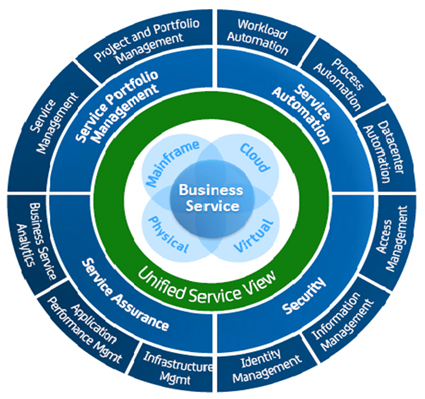 Project and Portfolio
Management
Workload
Automation
Process
Automation
Datacenter
Automation
Service
Management
Service Portfolio
Management
Service
Automation
Mainframe
Cloud
Business
Service
Physical
Virtual
Unified Service View
Business Service
Analytics
Service Assurance
Security
Access
Management
Application
Performance Mgmt
Infrastructure
Mgmt
Identity
Management
Information
Management